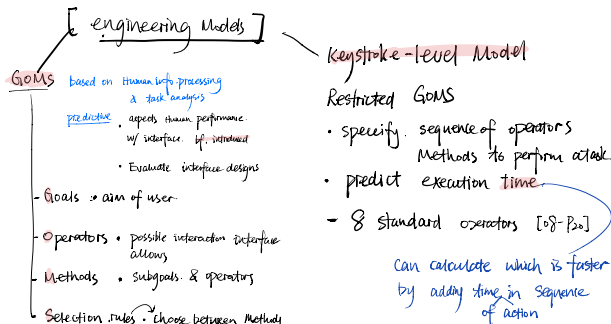 [ engineering Models ]
GOMS
based on Human info-processing
& task analysis
predictive • aspects Human performance
w/ interface bf. introdued
• Evaluate interface designs
- Goals : aim of user
- Operators • possible interaction interface
allows
- Methods • subgoals & operators
- Selection rules • choose between Methods
Keystroke-level Model
Restricted GOMS
• specify sequence of operators
Methods to perform a task
• predict execution time
- 8 standard operators [08-P20]
can calculate which is faster
by adding time in sequence
of action